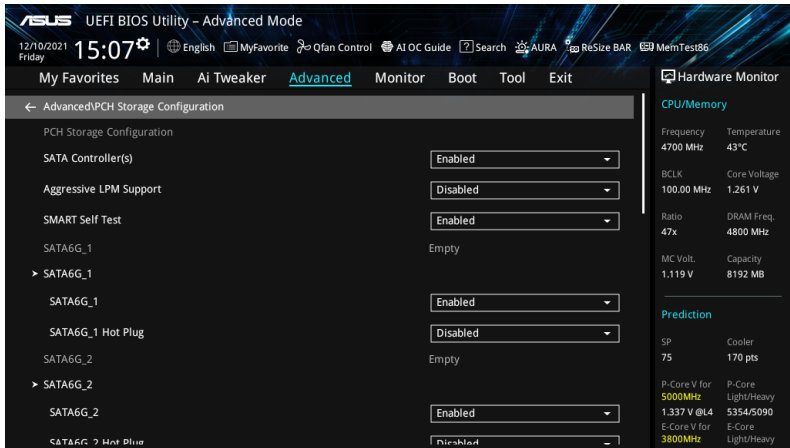 ASUS UEFI BIOS Utility – Advanced Mode
12/10/2021 Friday 15:07 English MyFavorite Qfan Control AI OC Guide ? Search AURA ReSize BAR MemTest86
My Favorites Main Ai Tweaker Advanced Monitor Boot Tool Exit
Advanced\PCH Storage Configuration
PCH Storage Configuration
SATA Controller(s) Enabled
Aggressive LPM Support Disabled
SMART Self Test Enabled
SATA6G_1 Empty
SATA6G_1
SATA6G_1 Enabled
SATA6G_1 Hot Plug Disabled
SATA6G_2 Empty
SATA6G_2
SATA6G_2 Enabled
SATA6G_2 Hot Plug Disabled
Hardware Monitor
CPU/Memory
Frequency Temperature
4700 MHz 43°C
BCLK Core Voltage
100.00 MHz 1.261 V
Ratio DRAM Freq.
47x 4800 MHz
MC Volt. Capacity
1.119 V 8192 MB
Prediction
SP Cooler
75 170 pts
P-Core V for P-Core
5000MHz Light/Heavy
1.337 V @L4 5354/5090
E-Core V for E-Core
3800MHz Light/Heavy